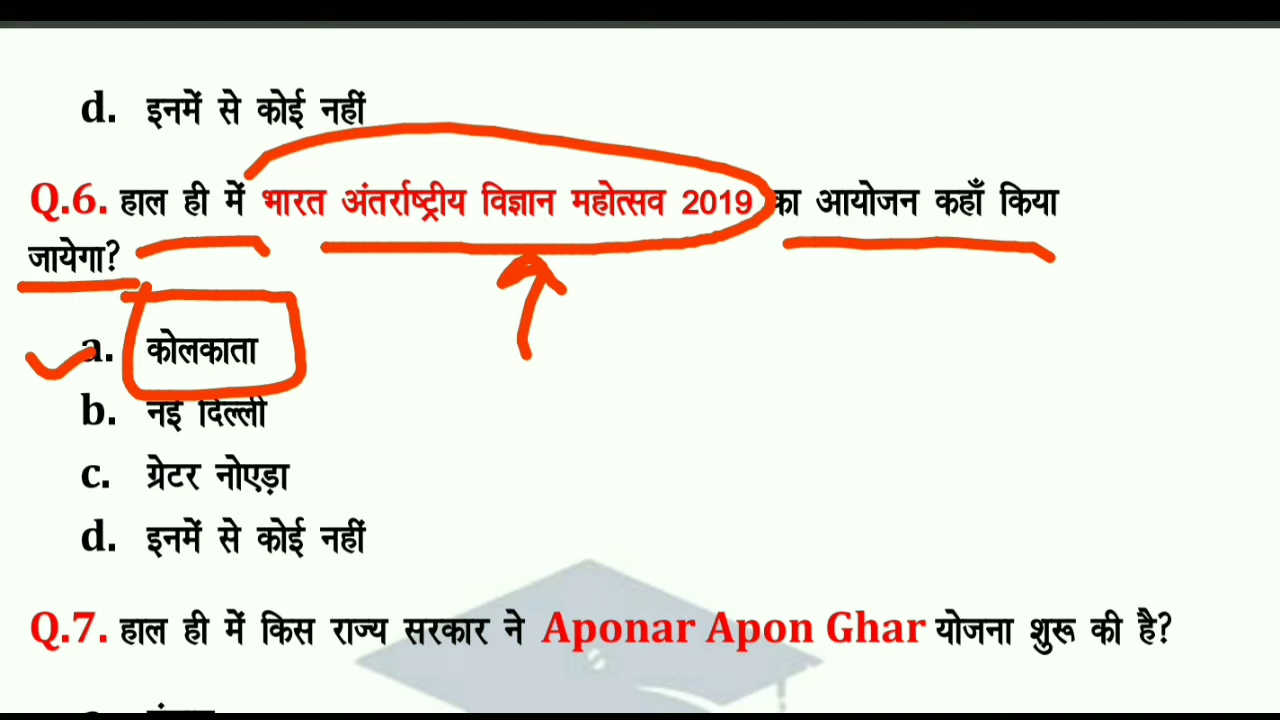 d. इनमें से कोई नहीं
Q.6. हाल ही में भारत अंतर्राष्ट्रीय विज्ञान महोत्सव 2019 का आयोजन कहाँ किया
जायेगा?
a. कोलकाता
b. नई दिल्ली
c. ग्रेटर नोएड़ा
d. इनमें से कोई नहीं
Q.7. हाल ही में किस राज्य सरकार ने Aponar Apon Ghar योजना शुरू की है?